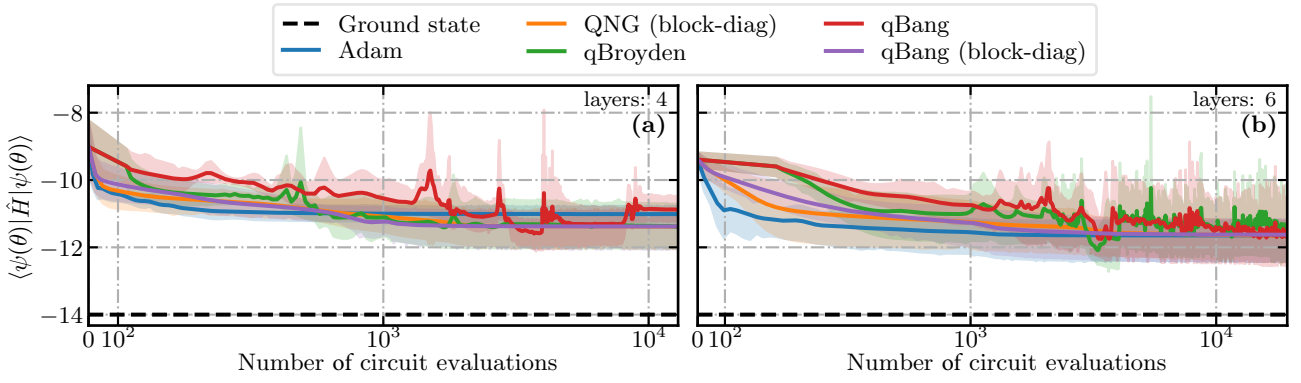 Ground state
Adam
QNG (block-diag)
qBroyden
qBang
qBang (block-diag)
⟨ψ(θ)|Ĥ|ψ(θ)⟩
−8
−10
−12
−14
layers: 4
(a)
0 10²
10³
10⁴
Number of circuit evaluations
layers: 6
(b)
0 10²
10³
10⁴
Number of circuit evaluations